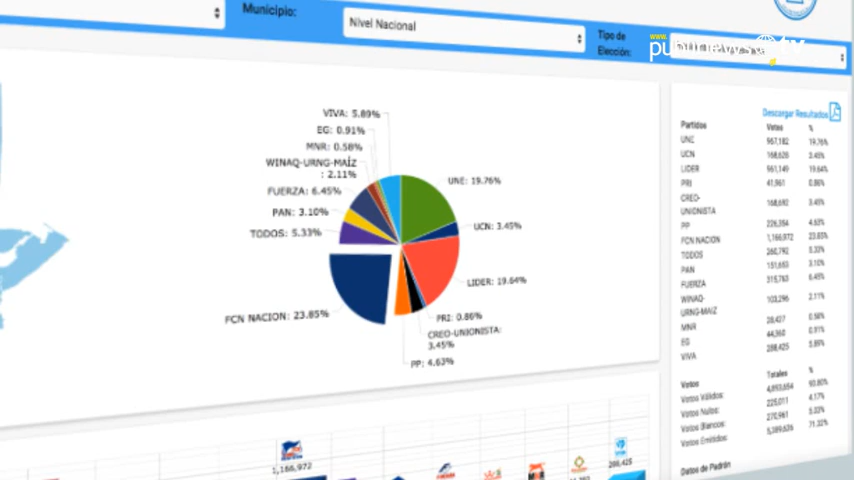 Municipio:
Nivel Nacional
Tipo de
Elección:
www.
publinews tv
VIVA: 5.89%
EG: 0.91%
MNR: 0.58%
WINAQ-URNG-MAÍZ
: 2.11%
FUERZA: 6.45%
PAN: 3.10%
TODOS: 5.33%
FCN NACION: 23.85%
UNE: 19.76%
UCN: 3.45%
LIDER: 19.64%
PRI: 0.86%
CREO-UNIONISTA:
3.45%
PP: 4.63%
1,166,972
288,425
Descargar Resultados
Partidos Votos %
UNE 967,182 19.76%
UCN 168,628 3.45%
LIDER 961,149 19.64%
PRI 41,961 0.86%
CREO-
UNIONISTA 168,692 3.45%
PP 226,384 4.63%
FCN NACION 1,166,972 23.85%
TODOS 260,792 5.33%
PAN 151,655 3.10%
FUERZA 315,763 6.45%
WINAQ-
URNG-MAIZ 103,296 2.11%
MNR 28,437 0.58%
EG 44,360 0.91%
VIVA 288,425 5.89%
Votos Totales %
Votos Válidos: 4,893,654 90.80%
Votos Nulos: 225,011 4.17%
Votos Blancos: 270,961 5.03%
Votos Emitidos: 5,389,626 71.32%
Datos de Padrón